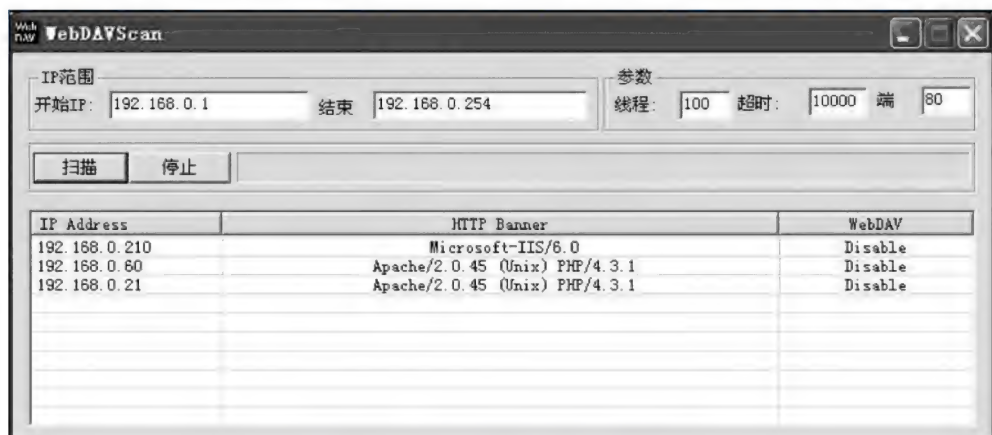 Web DAV WebDAVScan
IP范围
开始IP: 192.168.0.1 结束 192.168.0.254
参数
线程: 100 超时: 10000 端 80
扫描 停止
IP Address HTTP Banner WebDAV
192.168.0.210 Microsoft-IIS/6.0 Disable
192.168.0.60 Apache/2.0.45 (Unix) PHP/4.3.1 Disable
192.168.0.21 Apache/2.0.45 (Unix) PHP/4.3.1 Disable